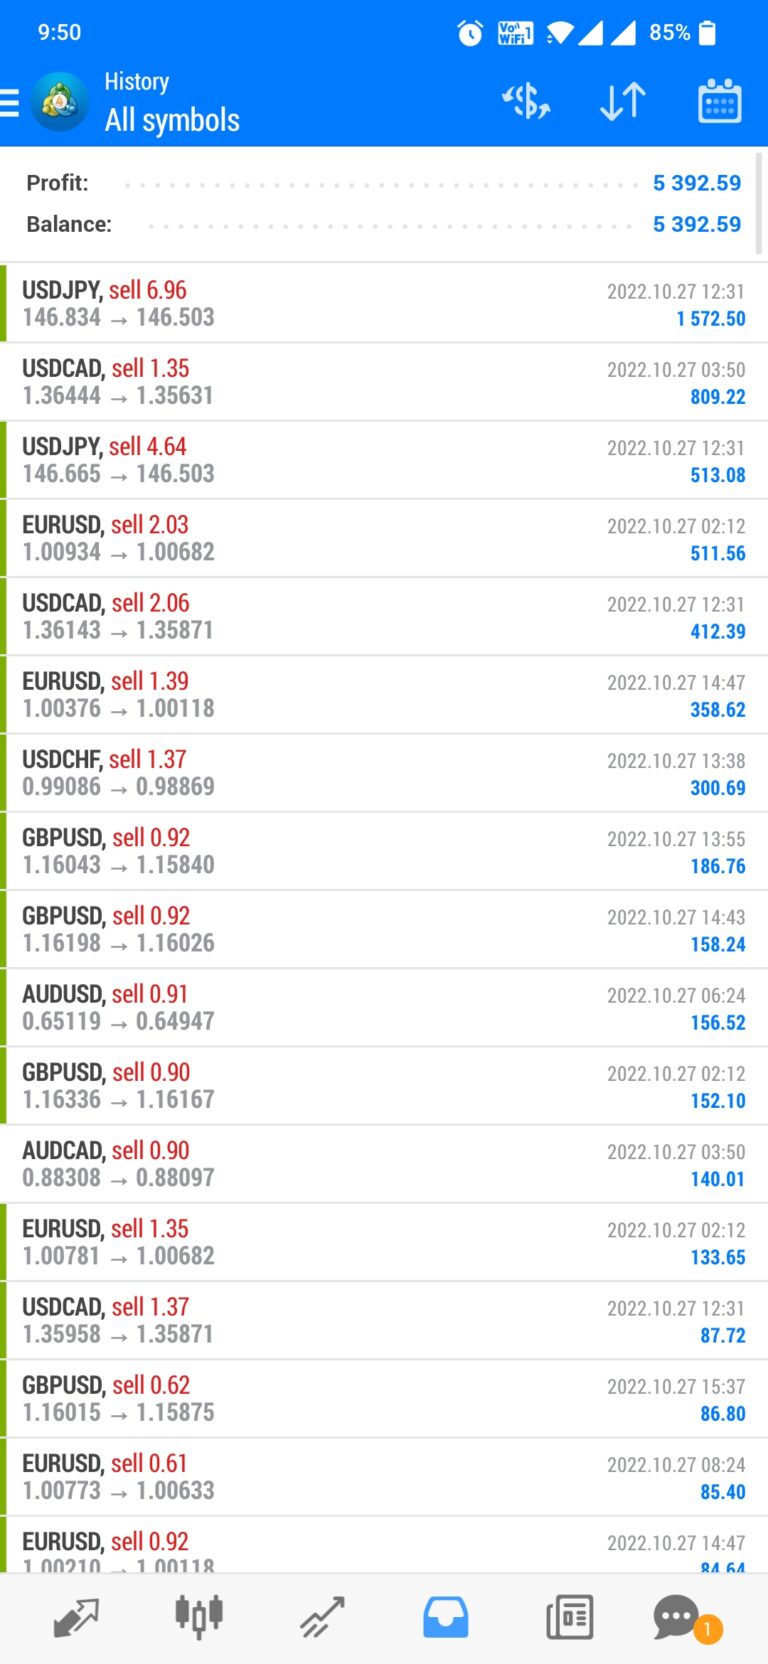 9:50
Vo))
WiFi 1
85%
History
All symbols
4
Profit: 5 392.59
Balance: 5 392.59
USDJPY, sell 6.96 2022.10.27 12:31
146.834 → 146.503 1 572.50
USDCAD, sell 1.35 2022.10.27 03:50
1.36444 → 1.35631 809.22
USDJPY, sell 4.64 2022.10.27 12:31
146.665 → 146.503 513.08
EURUSD, sell 2.03 2022.10.27 02:12
1.00934 → 1.00682 511.56
USDCAD, sell 2.06 2022.10.27 12:31
1.36143 → 1.35871 412.39
EURUSD, sell 1.39 2022.10.27 14:47
1.00376 → 1.00118 358.62
USDCHF, sell 1.37 2022.10.27 13:38
0.99086 → 0.98869 300.69
GBPUSD, sell 0.92 2022.10.27 13:55
1.16043 → 1.15840 186.76
GBPUSD, sell 0.92 2022.10.27 14:43
1.16198 → 1.16026 158.24
AUDUSD, sell 0.91 2022.10.27 06:24
0.65119 → 0.64947 156.52
GBPUSD, sell 0.90 2022.10.27 02:12
1.16336 → 1.16167 152.10
AUDCAD, sell 0.90 2022.10.27 03:50
0.88308 → 0.88097 140.01
EURUSD, sell 1.35 2022.10.27 02:12
1.00781 → 1.00682 133.65
USDCAD, sell 1.37 2022.10.27 12:31
1.35958 → 1.35871 87.72
GBPUSD, sell 0.62 2022.10.27 15:37
1.16015 → 1.15875 86.80
EURUSD, sell 0.61 2022.10.27 08:24
1.00773 → 1.00633 85.40
EURUSD, sell 0.92 2022.10.27 14:47
1.00210 → 1.00118 84.64
1